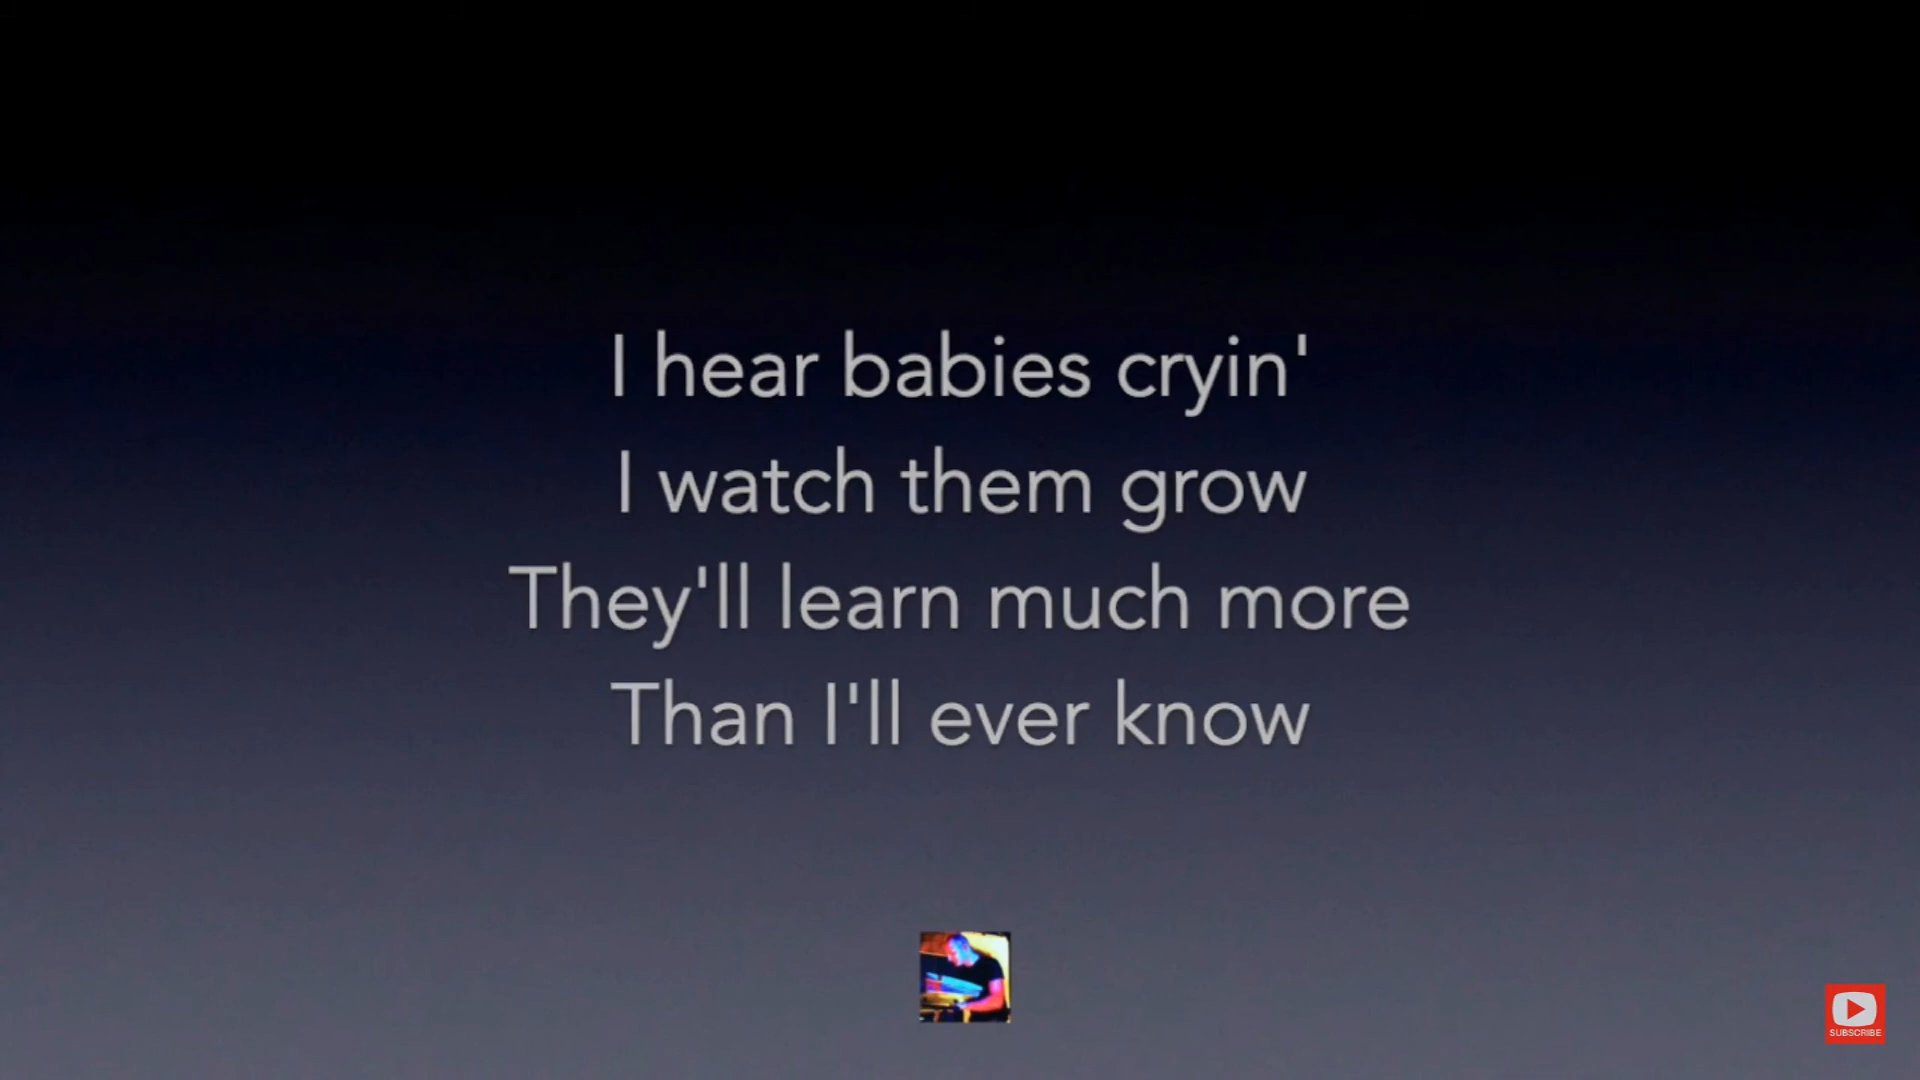 I hear babies cryin'
I watch them grow
They'll learn much more
Than I'll ever know
SUBSCRIBE